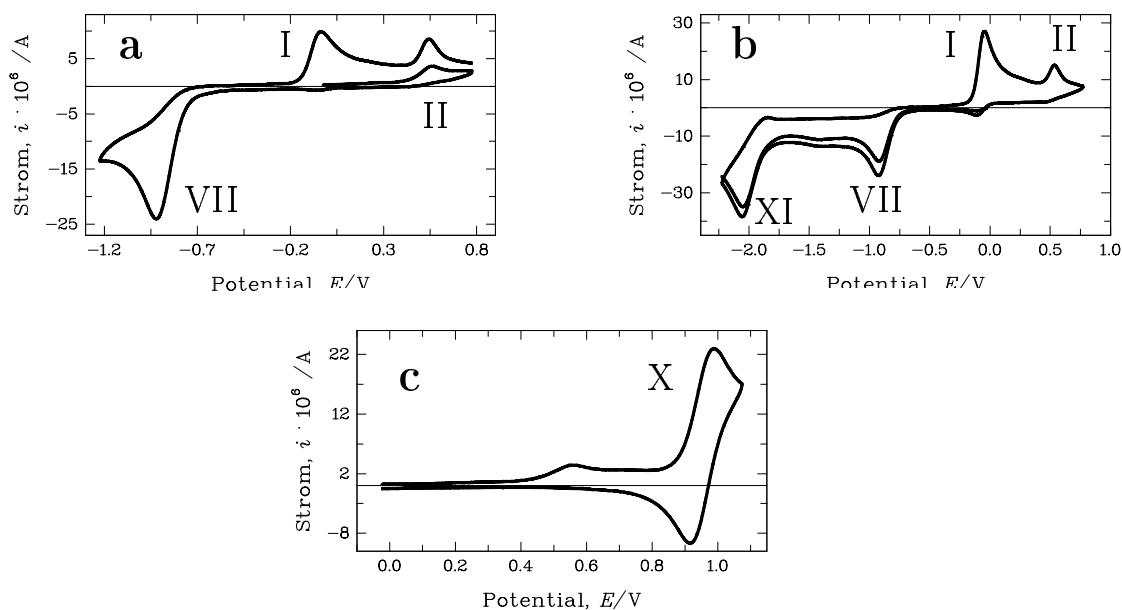 a
I
II
VII
5
−5
−15
−25
−1.2
−0.7
−0.2
0.3
0.8
Strom, i · 10⁶ /A
Potential E/V
b
I
II
XI
VII
30
10
−10
−30
−2.0
−1.5
−1.0
−0.5
0.0
0.5
1.0
Strom, i · 10⁶ /A
Potential E/V
c
X
22
12
2
−8
0.0
0.2
0.4
0.6
0.8
1.0
Strom, i · 10⁶ /A
Potential, E/V